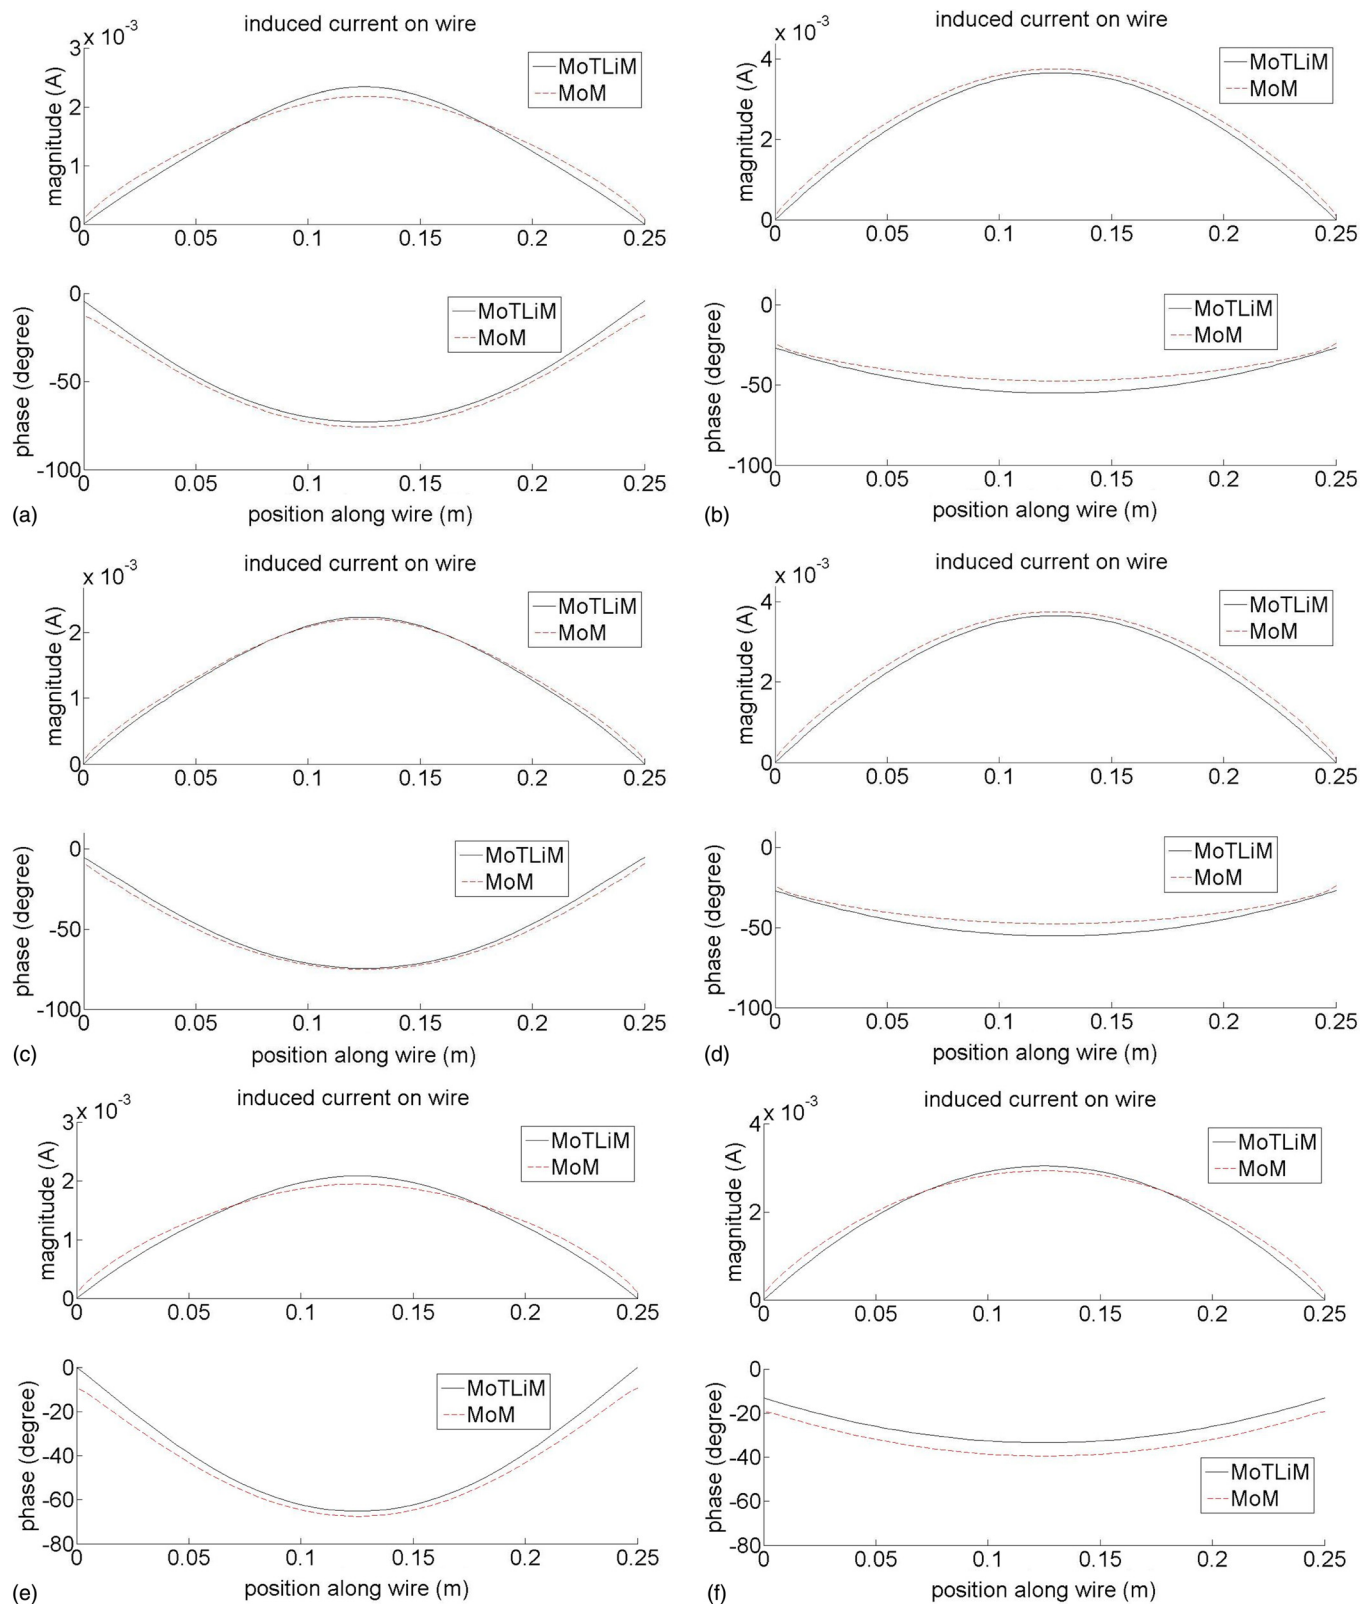 induced current on wire
x 10⁻³
3
2
1
0
magnitude (A)
MoTLiM
MoM
0 0.05 0.1 0.15 0.2 0.25
0
-50
-100
phase (degree)
MoTLiM
MoM
0 0.05 0.1 0.15 0.2 0.25
(a) position along wire (m)
induced current on wire
x 10⁻³
4
2
0
magnitude (A)
MoTLiM
MoM
0 0.05 0.1 0.15 0.2 0.25
0
-50
-100
phase (degree)
MoTLiM
MoM
0 0.05 0.1 0.15 0.2 0.25
(b) position along wire (m)
induced current on wire
x 10⁻³
2
1
0
magnitude (A)
MoTLiM
MoM
0 0.05 0.1 0.15 0.2 0.25
0
-50
-100
phase (degree)
MoTLiM
MoM
0 0.05 0.1 0.15 0.2 0.25
(c) position along wire (m)
induced current on wire
x 10⁻³
4
2
0
magnitude (A)
MoTLiM
MoM
0 0.05 0.1 0.15 0.2 0.25
0
-50
-100
phase (degree)
MoTLiM
MoM
0 0.05 0.1 0.15 0.2 0.25
(d) position along wire (m)
induced current on wire
x 10⁻³
3
2
1
0
magnitude (A)
MoTLiM
MoM
0 0.05 0.1 0.15 0.2 0.25
0
-20
-40
-60
-80
phase (degree)
MoTLiM
MoM
0 0.05 0.1 0.15 0.2 0.25
(e) position along wire (m)
induced current on wire
x 10⁻³
4
2
0
magnitude (A)
MoTLiM
MoM
0 0.05 0.1 0.15 0.2 0.25
0
-20
-40
-60
-80
phase (degree)
MoTLiM
MoM
0 0.05 0.1 0.15 0.2 0.25
(f) position along wire (m)